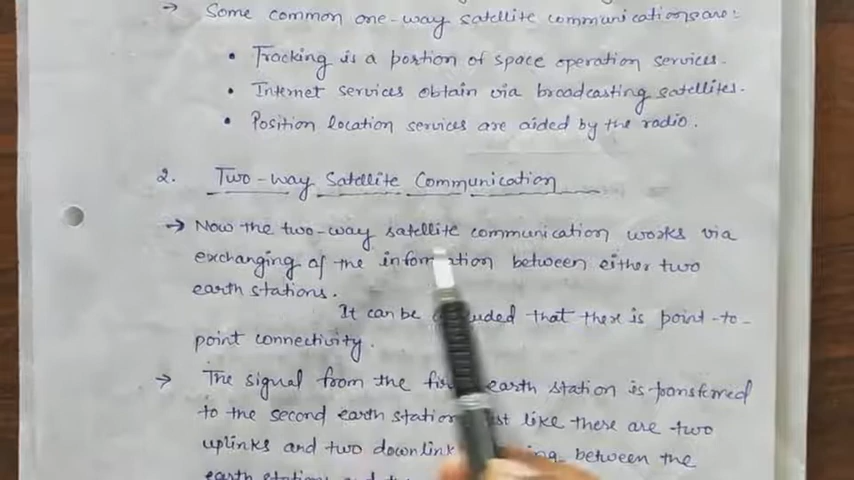 → Some common one-way satellite communications are:
• Tracking is a portion of space operation services.
• Internet services obtain via broadcasting satellites.
• Position location services are aided by the radio.
2. Two-way Satellite Communication
→ Now the two-way satellite communication works via
exchanging of the information between either two
earth stations.
It can be that there is point-to-
point connectivity.
→ The signal from the earth station is transferred
to the second earth station like there are two
uplinks and two downlink between the
earth stations